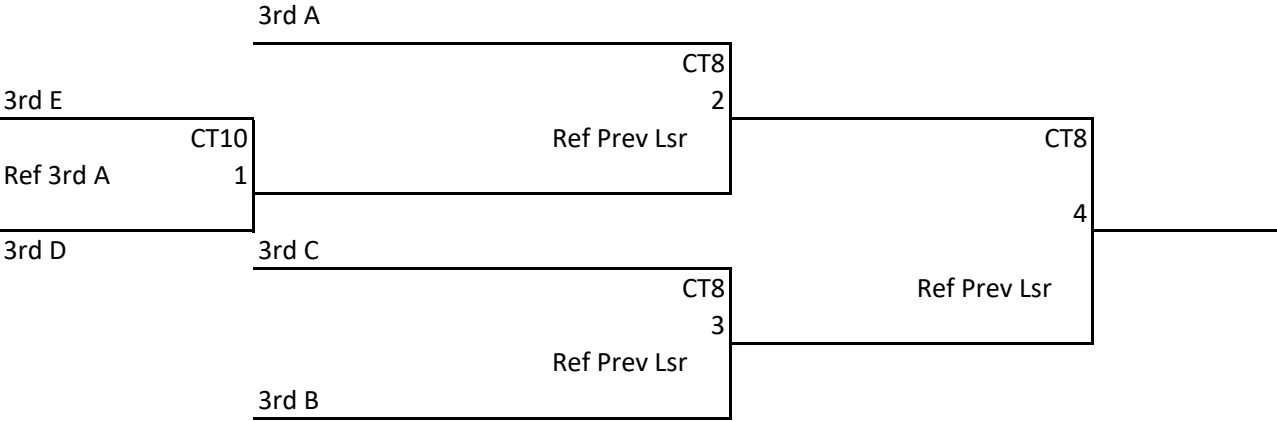 3rd A
CT8
3rd E
2
CT10
Ref Prev Lsr
CT8
Ref 3rd A
1
4
3rd D
3rd C
CT8
Ref Prev Lsr
3
Ref Prev Lsr
3rd B